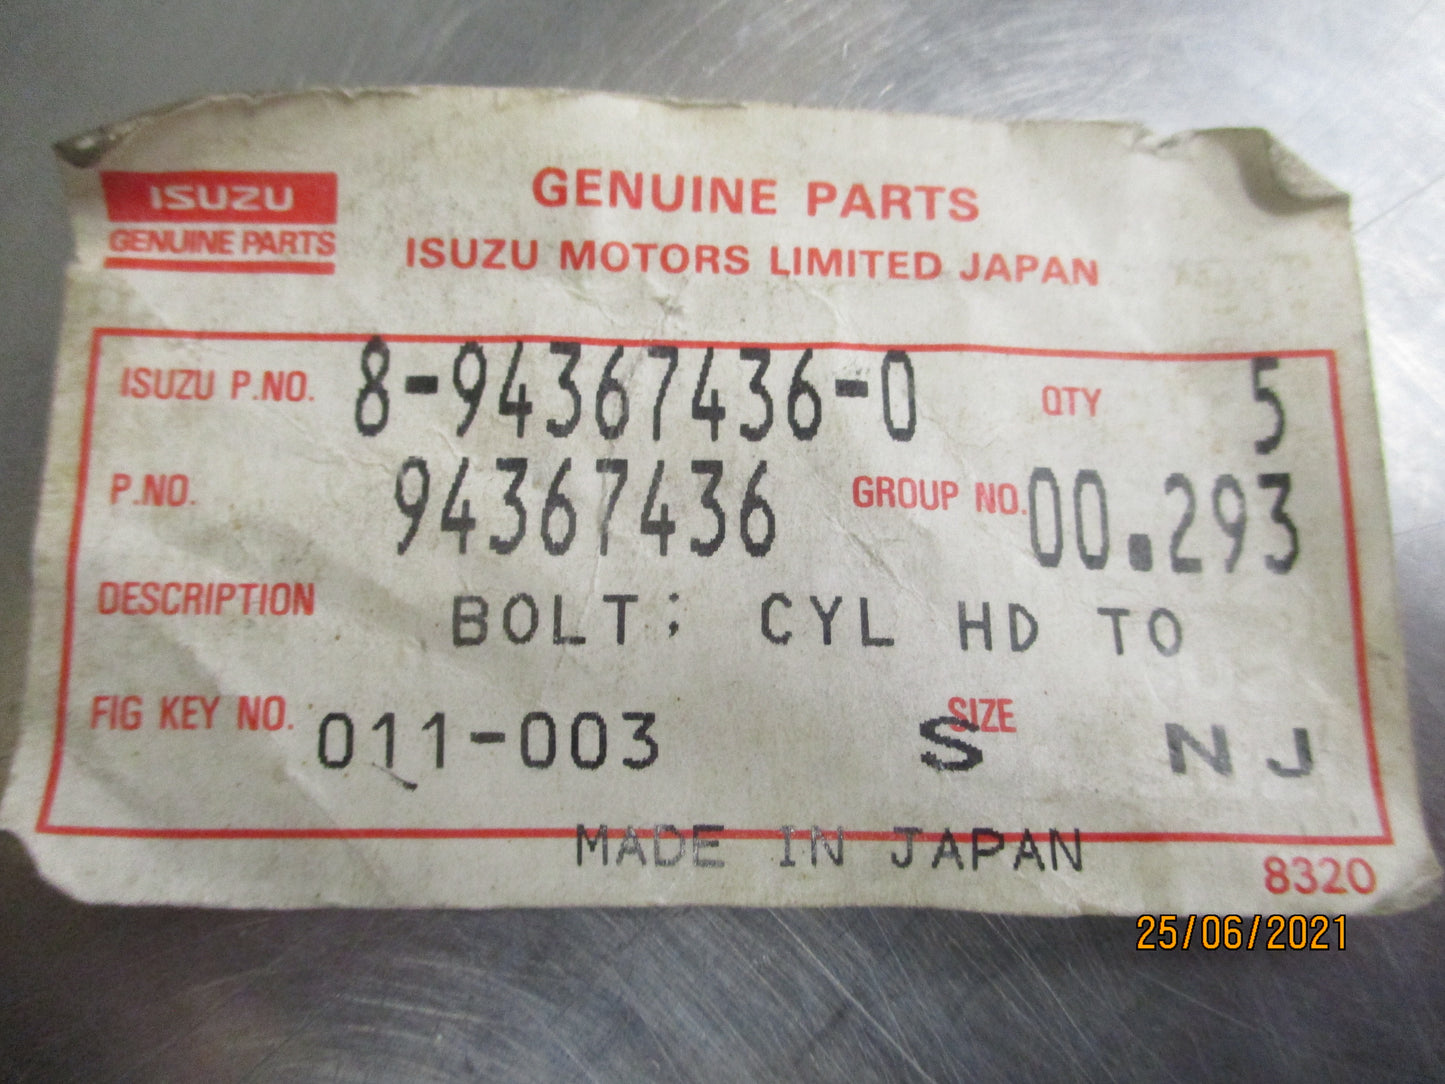 ISUZU
GENUINE PARTS
GENUINE PARTS
ISUZU MOTORS LIMITED JAPAN
ISUZU P.NO. 8-94367436-0 QTY 5
P.NO. 94367436 GROUP NO. 00.293
DESCRIPTION BOLT; CYL HD TO
FIG KEY NO. 011-003 SIZE S NJ
MADE IN JAPAN
8320
25/06/2021